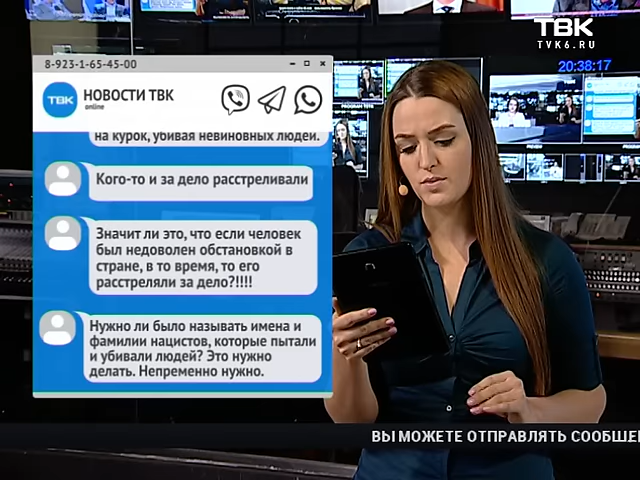 ТВК
TVK6.RU
20:38:17
8-923-1-65-45-00
ТВК
НОВОСТИ ТВК
online
на курок, убивая невиновных людей.
Кого-то и за дело расстреливали
Значит ли это, что если человек
был недоволен обстановкой в
стране, в то время, то его
расстреляли за дело?!!!!
Нужно ли было называть имена и
фамилии нацистов, которые пытали
и убивали людей? Это нужно
делать. Непременно нужно.
ВЫ МОЖЕТЕ ОТПРАВЛЯТЬ СООБЩЕ